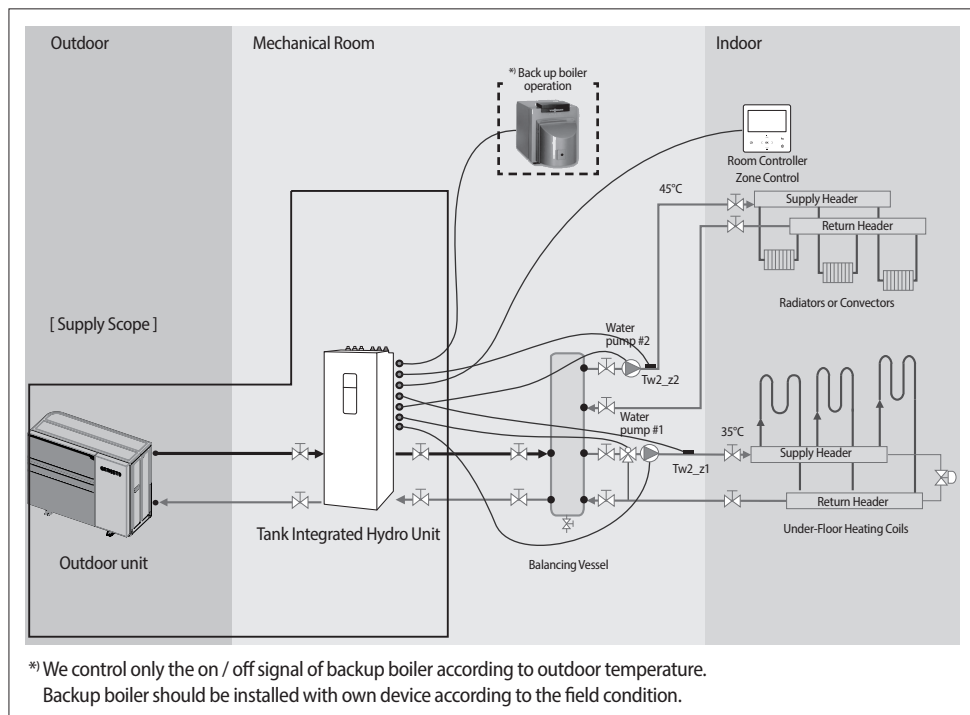 Outdoor
Mechanical Room
Indoor
*) Back up boiler
operation
Room Controller
Zone Control
45°C
Supply Header
Return Header
Radiators or Convectors
[ Supply Scope ]
Water
pump #2
Tw2_z2
Water
pump #1
35°C
Tw2_z1
Supply Header
Return Header
Under-Floor Heating Coils
Tank Integrated Hydro Unit
Outdoor unit
Balancing Vessel
*) We control only the on / off signal of backup boiler according to outdoor temperature.
Backup boiler should be installed with own device according to the field condition.